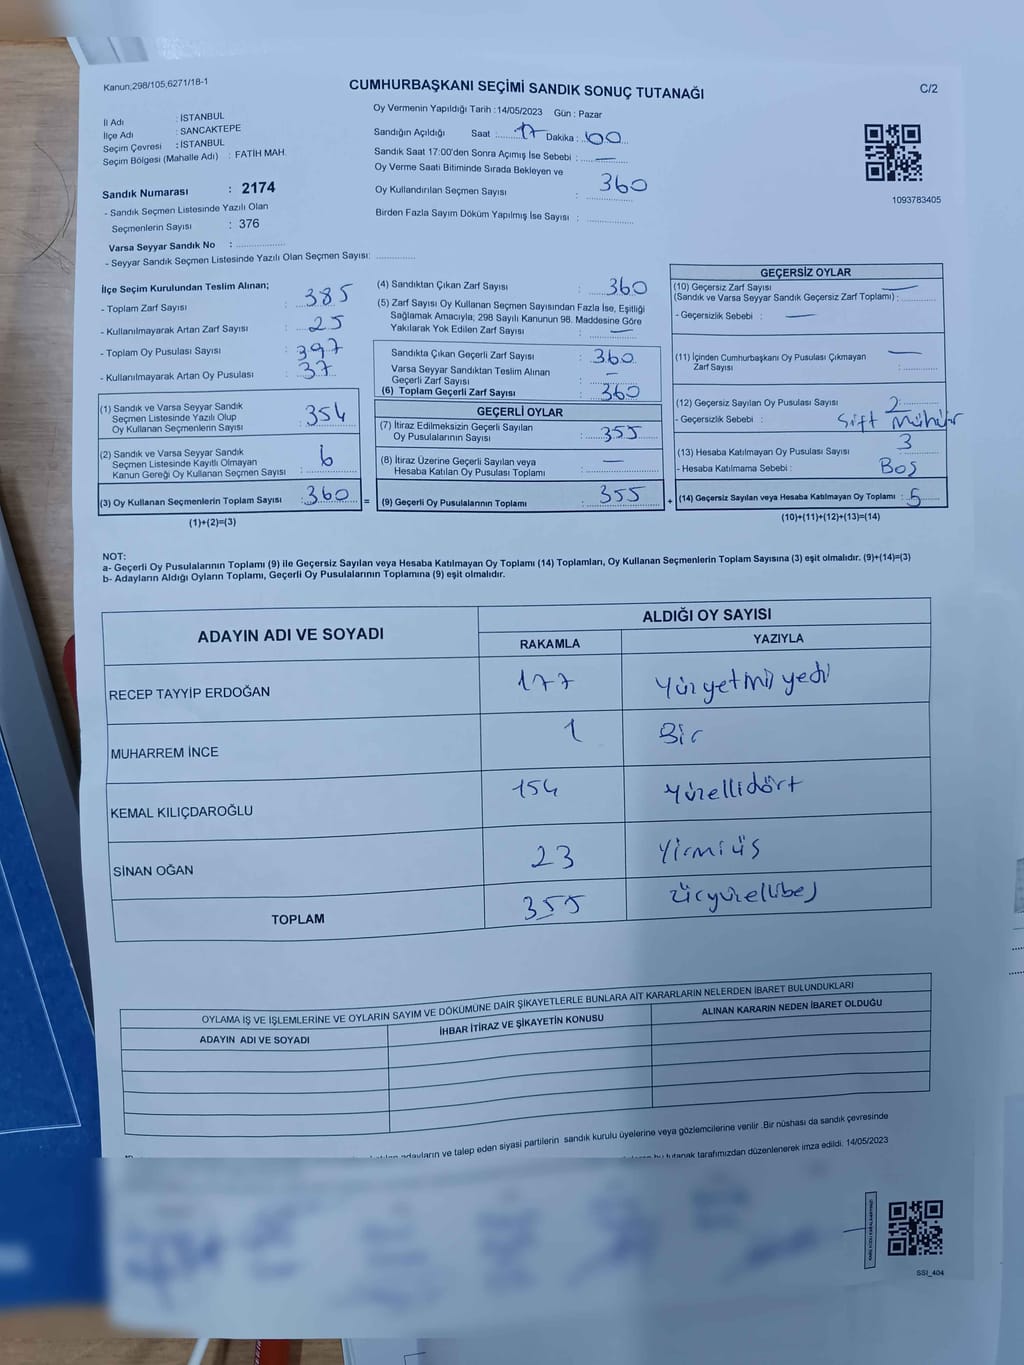 Kanun;298/105,6271/18-1
CUMHURBAŞKANI SEÇİMİ SANDIK SONUÇ TUTANAĞI
C/2
İl Adı : İSTANBUL
İlçe Adı : SANCAKTEPE
Seçim Çevresi : İSTANBUL
Seçim Bölgesi (Mahalle Adı) : FATİH MAH.
Sandık Numarası : 2174
- Sandık Seçmen Listesinde Yazılı Olan
Seçmenlerin Sayısı : 376
Varsa Seyyar Sandık No : ..............
- Seyyar Sandık Seçmen Listesinde Yazılı Olan Seçmen Sayısı: ............
Oy Vermenin Yapıldığı Tarih :14/05/2023 Gün : Pazar
Sandığın Açıldığı Saat : 17 Dakika : 00
Sandık Saat 17:00'den Sonra Açımış İse Sebebi : —
Oy Verme Saati Bitiminde Sırada Bekleyen ve
Oy Kullandırılan Seçmen Sayısı : 360
Birden Fazla Sayım Döküm Yapılmış İse Sayısı : ..............
1093783405
İlçe Seçim Kurulundan Teslim Alınan;
- Toplam Zarf Sayısı : 385
- Kullanılmayarak Artan Zarf Sayısı : 25
- Toplam Oy Pusulası Sayısı : 397
- Kullanılmayarak Artan Oy Pusulası : 37
(1) Sandık ve Varsa Seyyar Sandık
Seçmen Listesinde Yazılı Olup
Oy Kullanan Seçmenlerin Sayısı : 354
(2) Sandık ve Varsa Seyyar Sandık
Seçmen Listesinde Kayıtlı Olmayan
Kanun Gereği Oy Kullanan Seçmen Sayısı : 6
(3) Oy Kullanan Seçmenlerin Toplam Sayısı : 360 =
(1)+(2)=(3)
(4) Sandıktan Çıkan Zarf Sayısı : 360
(5) Zarf Sayısı Oy Kullanan Seçmen Sayısından Fazla İse, Eşitliği
Sağlamak Amacıyla; 298 Sayılı Kanunun 98. Maddesine Göre
Yakılarak Yok Edilen Zarf Sayısı : —
Sandıkta Çıkan Geçerli Zarf Sayısı : 360
Varsa Seyyar Sandıktan Teslim Alınan
Geçerli Zarf Sayısı : —
(6) Toplam Geçerli Zarf Sayısı : 360
GEÇERLİ OYLAR
(7) İtiraz Edilmeksizin Geçerli Sayılan
Oy Pusulalarının Sayısı : 355
(8) İtiraz Üzerine Geçerli Sayılan veya
Hesaba Katılan Oy Pusulası Toplamı : —
(9) Geçerli Oy Pusulalarının Toplamı : 355 +
GEÇERSİZ OYLAR
(10) Geçersiz Zarf Sayısı —
(Sandık ve Varsa Seyyar Sandık Geçersiz Zarf Toplamı) : ..........
- Geçersizlik Sebebi : —
(11) İçinden Cumhurbaşkanı Oy Pusulası Çıkmayan —
Zarf Sayısı : ..........
(12) Geçersiz Sayılan Oy Pusulası Sayısı : 2
- Geçersizlik Sebebi : Sift Mühür
(13) Hesaba Katılmayan Oy Pusulası Sayısı : 3
- Hesaba Katılmama Sebebi : Boş
(14) Geçersiz Sayılan veya Hesaba Katılmayan Oy Toplamı : 5
(10)+(11)+(12)+(13)=(14)
NOT:
a- Geçerli Oy Pusulalarının Toplamı (9) ile Geçersiz Sayılan veya Hesaba Katılmayan Oy Toplamı (14) Toplamları, Oy Kullanan Seçmenlerin Toplam Sayısına (3) eşit olmalıdır. (9)+(14)=(3)
b- Adayların Aldığı Oyların Toplamı, Geçerli Oy Pusulalarının Toplamına (9) eşit olmalıdır.
ADAYIN ADI VE SOYADI
ALDIĞI OY SAYISI
RAKAMLA YAZIYLA
RECEP TAYYİP ERDOĞAN 177 Yüzyetmişyedi
MUHARREM İNCE 1 Bir
KEMAL KILIÇDAROĞLU 154 Yüzellidört
SİNAN OĞAN 23 Yirmiüş
TOPLAM 355 Üçyüzellibeş
OYLAMA İŞ VE İŞLEMLERİNE VE OYLARIN SAYIM VE DÖKÜMÜNE DAİR ŞİKAYETLERLE BUNLARA AİT KARARLARIN NELERDEN İBARET BULUNDUKLARI
ADAYIN ADI VE SOYADI İHBAR İTİRAZ VE ŞİKAYETİN KONUSU ALINAN KARARIN NEDEN İBARET OLDUĞU
adayların ve talep eden siyasi partilerin sandık kurulu üyelerine veya gözlemcilerine verilir .Bir nüshası da sandık çevresinde
bu tutanak tarafımızdan düzenlenerek imza edildi. 14/05/2023
SSI_404